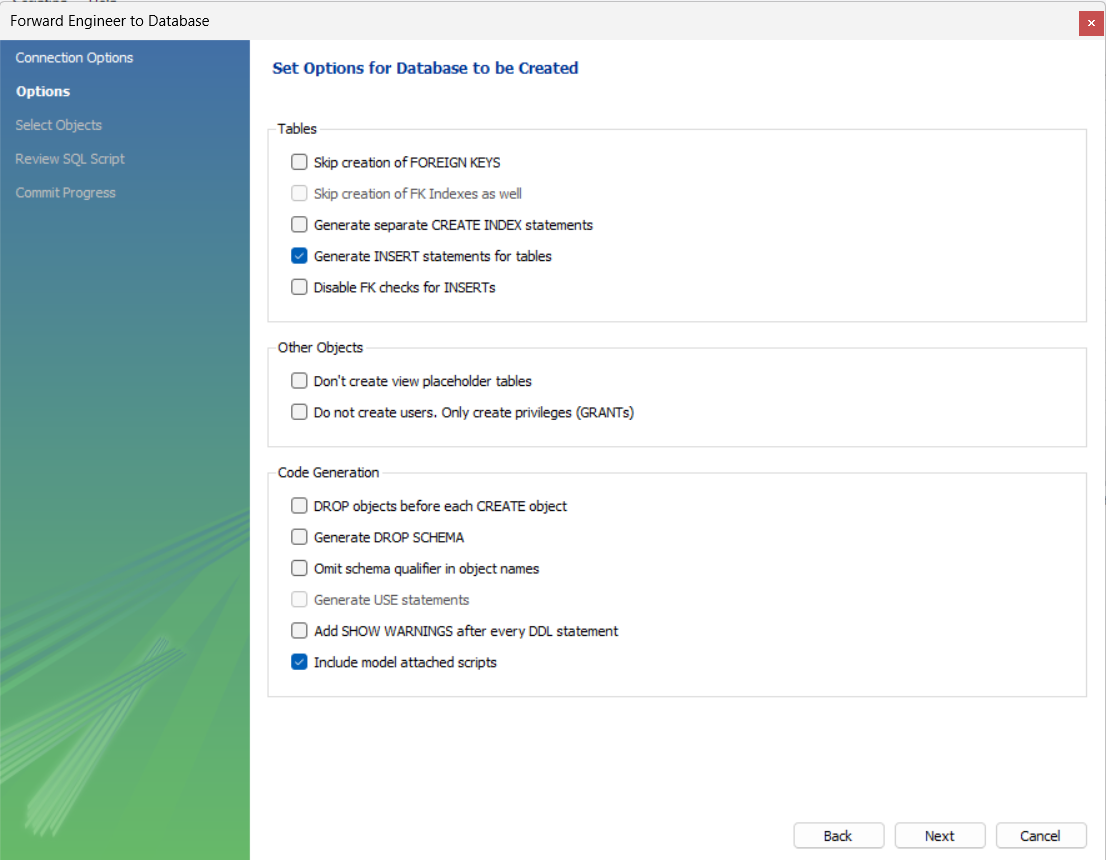 Forward Engineer to Database
Connection Options
Options
Select Objects
Review SQL Script
Commit Progress
Set Options for Database to be Created
Tables
Skip creation of FOREIGN KEYS
Skip creation of FK Indexes as well
Generate separate CREATE INDEX statements
Generate INSERT statements for tables
Disable FK checks for INSERTs
Other Objects
Don't create view placeholder tables
Do not create users. Only create privileges (GRANTs)
Code Generation
DROP objects before each CREATE object
Generate DROP SCHEMA
Omit schema qualifier in object names
Generate USE statements
Add SHOW WARNINGS after every DDL statement
Include model attached scripts
Back
Next
Cancel